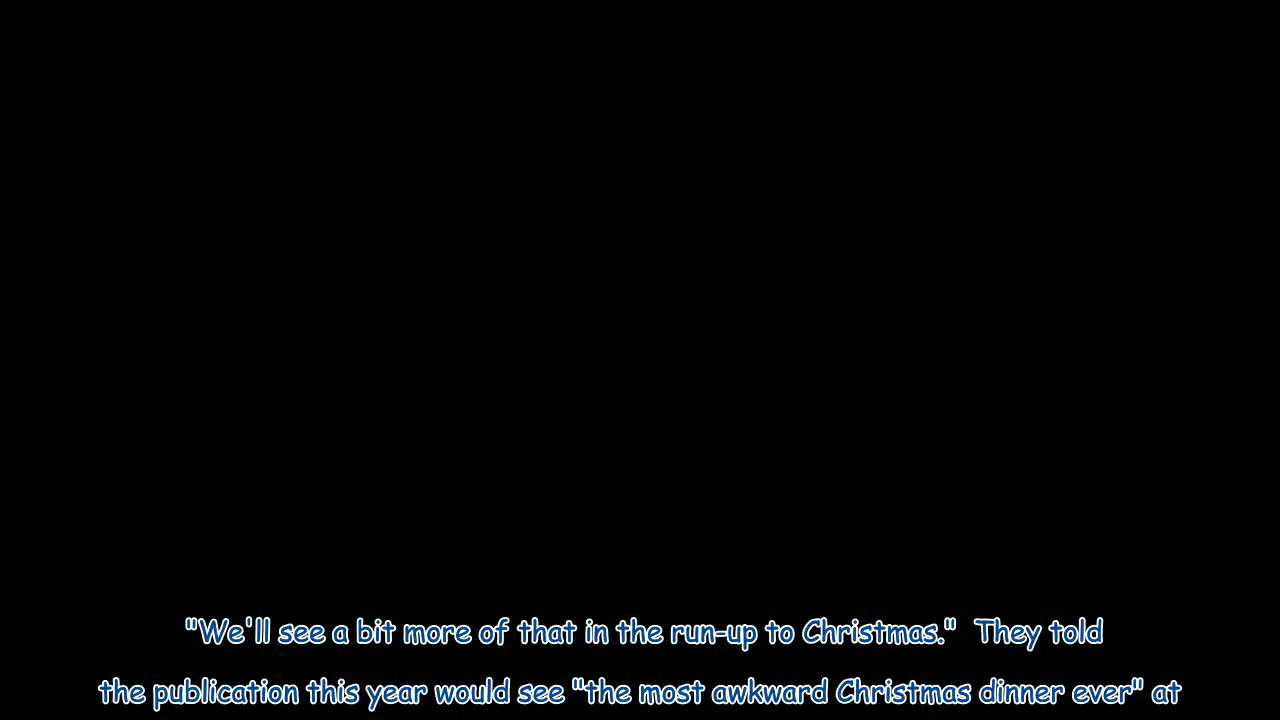 "We'll see a bit more of that in the run-up to Christmas."  They told
the publication this year would see "the most awkward Christmas dinner ever" at